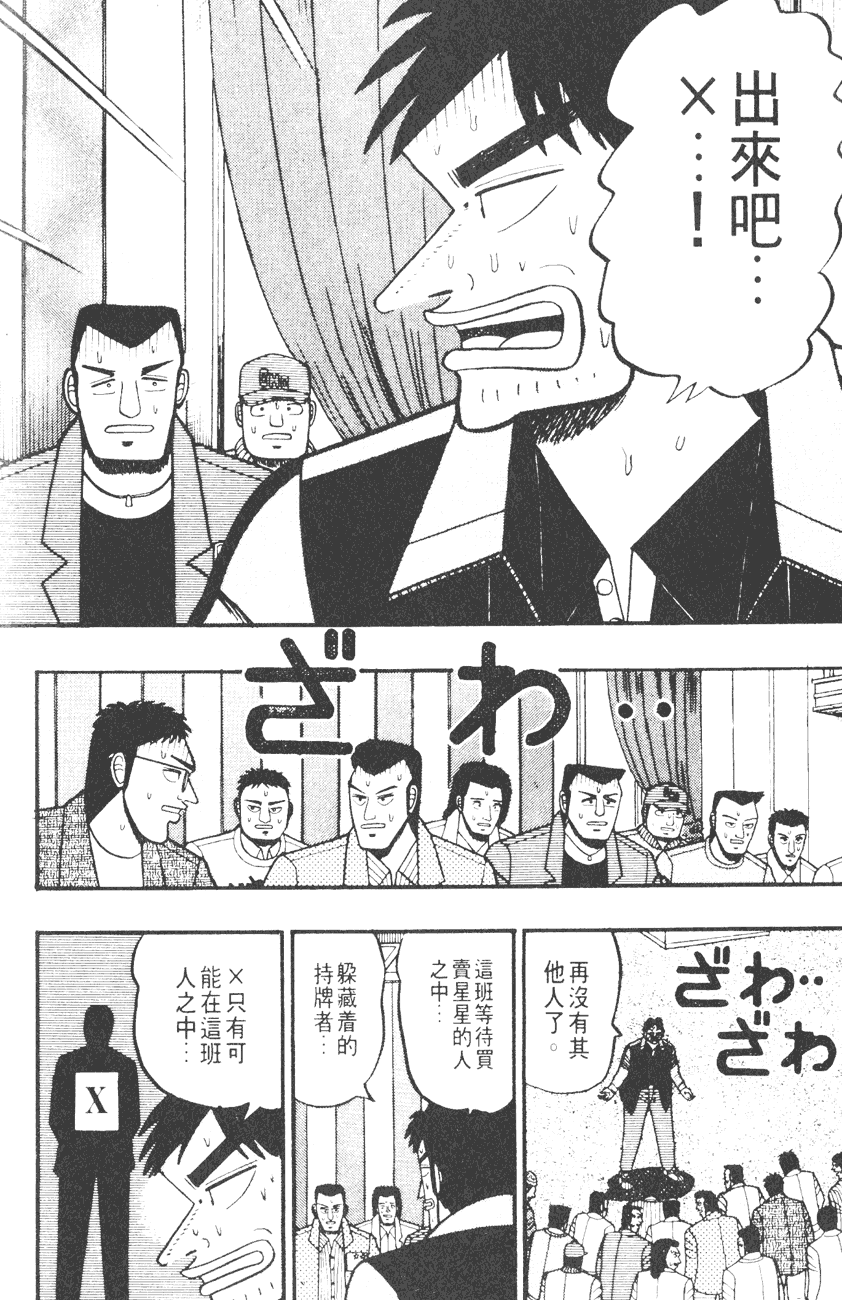 出來吧…
×…！
ざわ‥
ざわ
ざわ
再沒有其
他人了。
這班等待買
賣星星的人
之中…
躲藏着的
持牌者…
×只有可
能在這班
人之中…
X